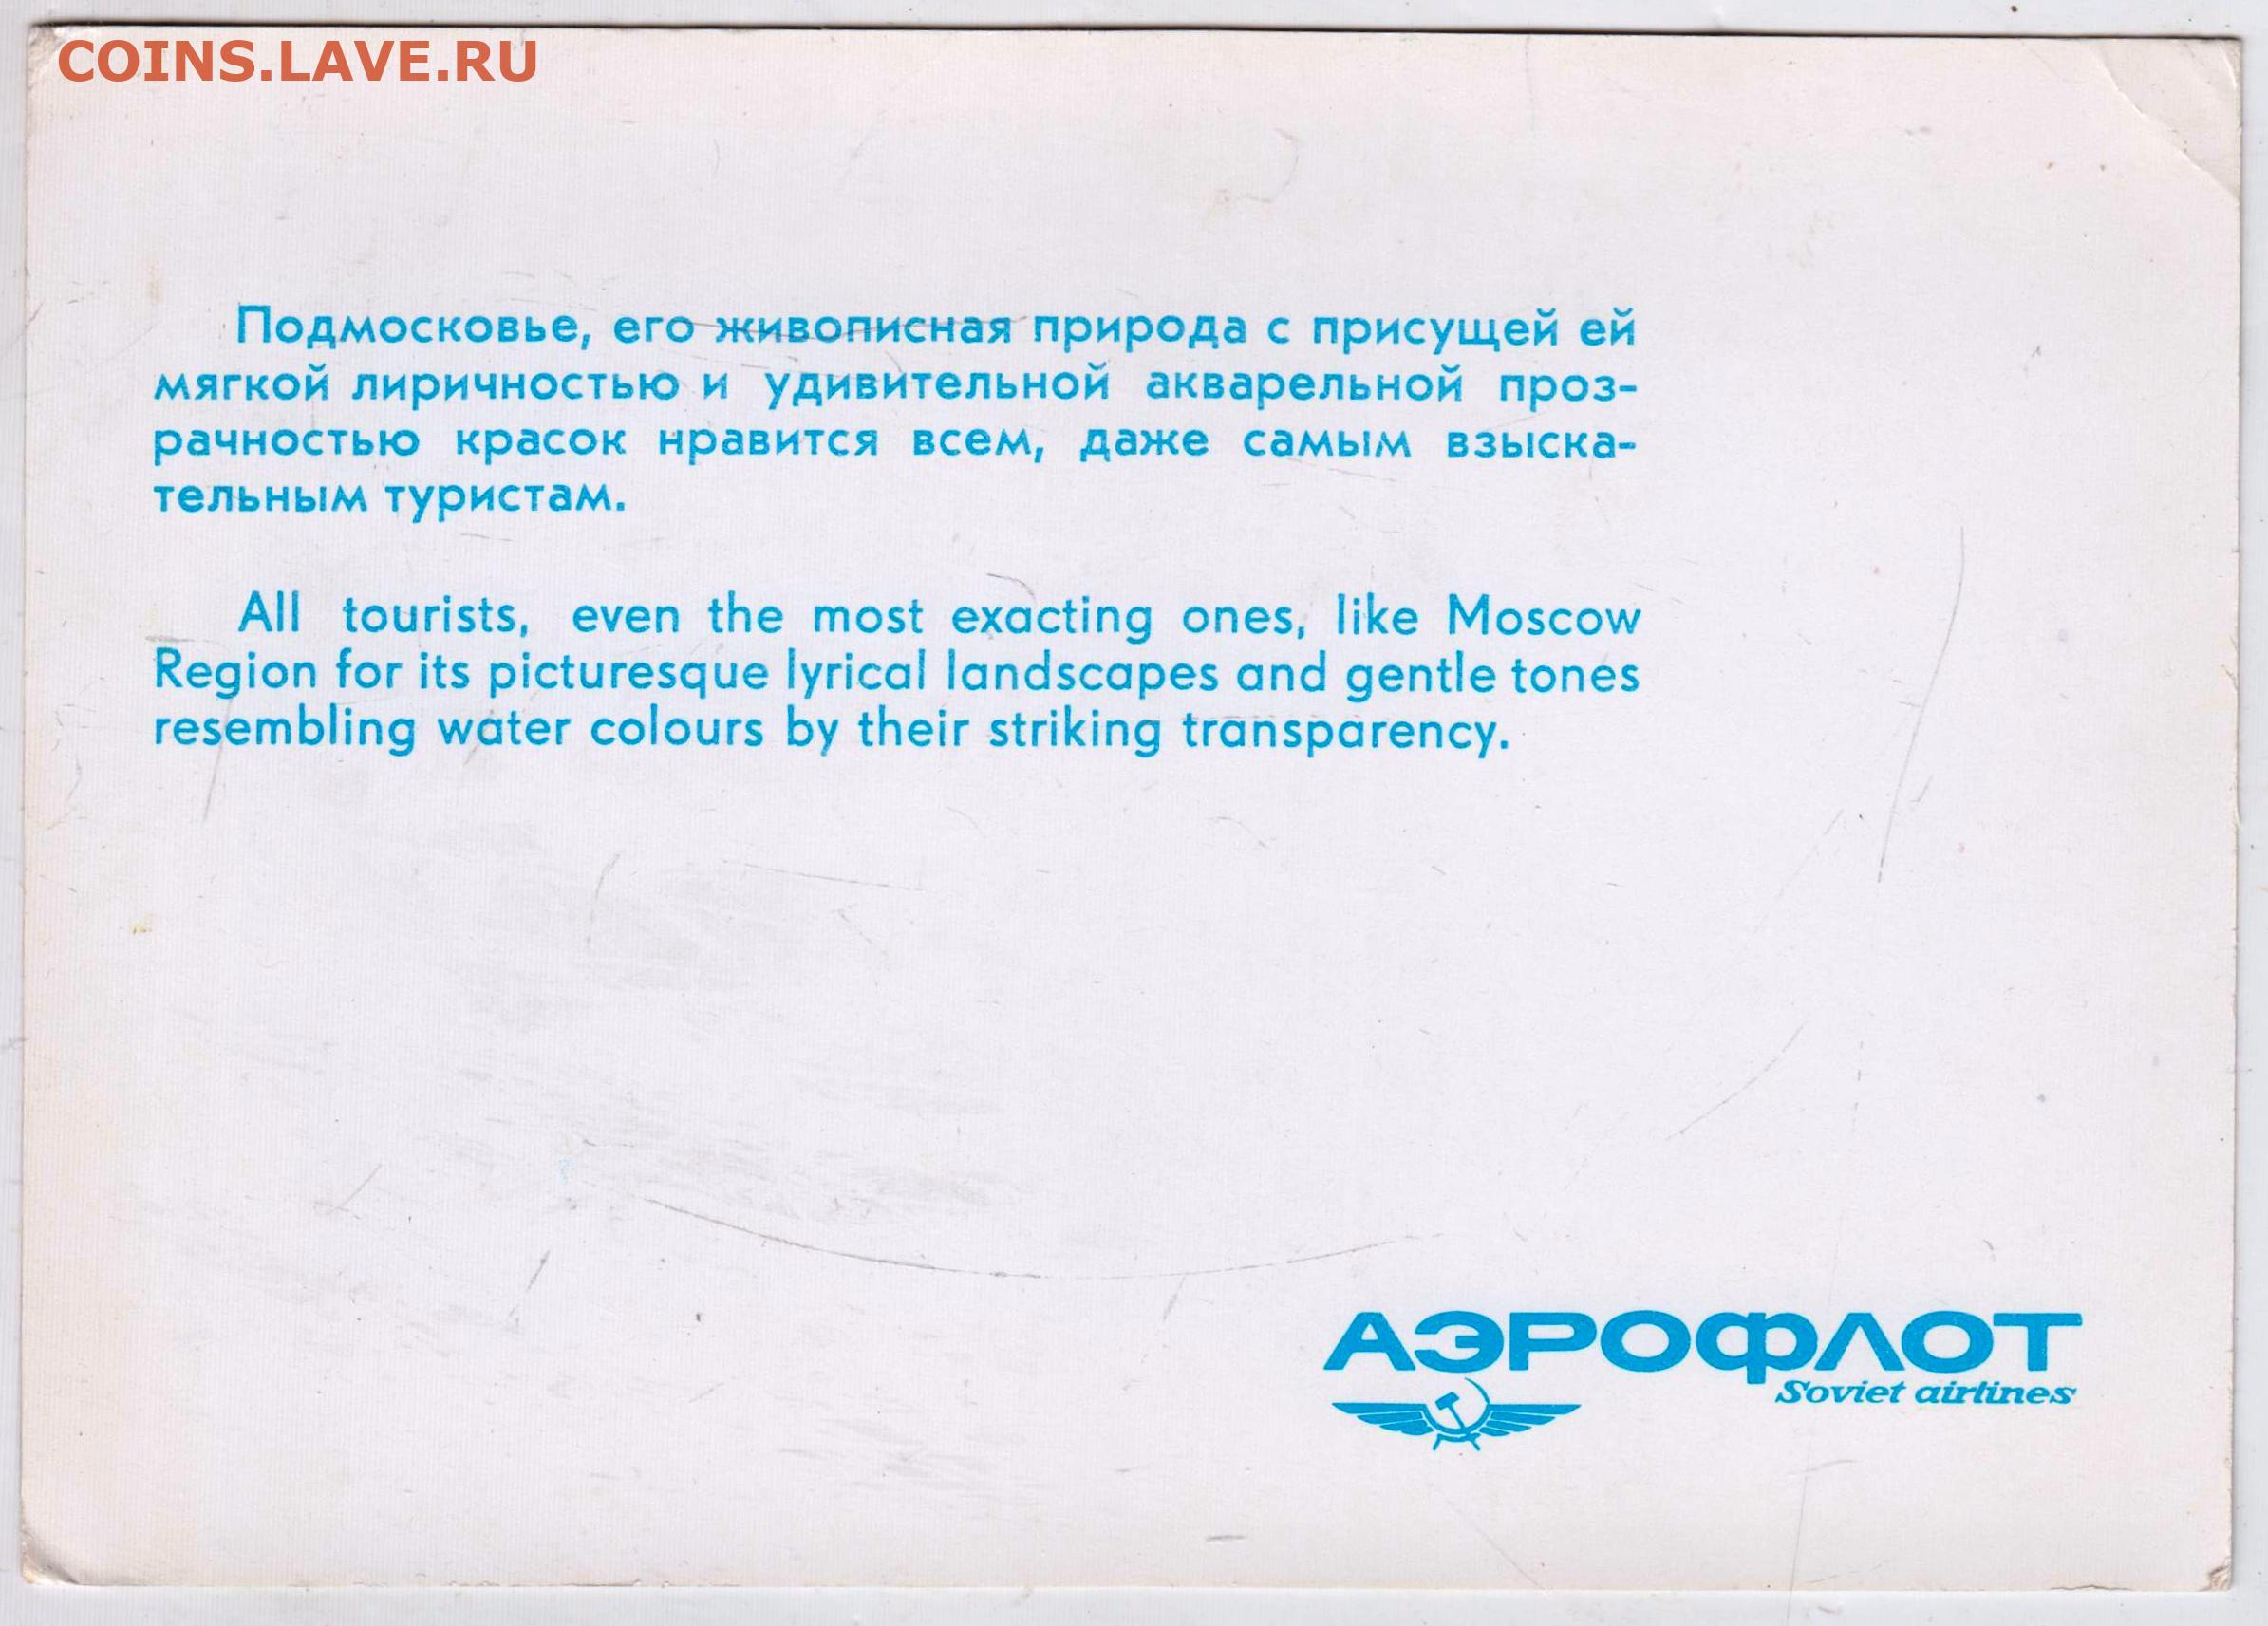 COINS.LAVE.RU
Подмосковье, его живописная природа с присущей ей
мягкой лиричностью и удивительной акварельной проз-
рачностью красок нравится всем, даже самым взыска-
тельным туристам.
All tourists, even the most exacting ones, like Moscow
Region for its picturesque lyrical landscapes and gentle tones
resembling water colours by their striking transparency.
АЭРОФЛОТ
Soviet airlines